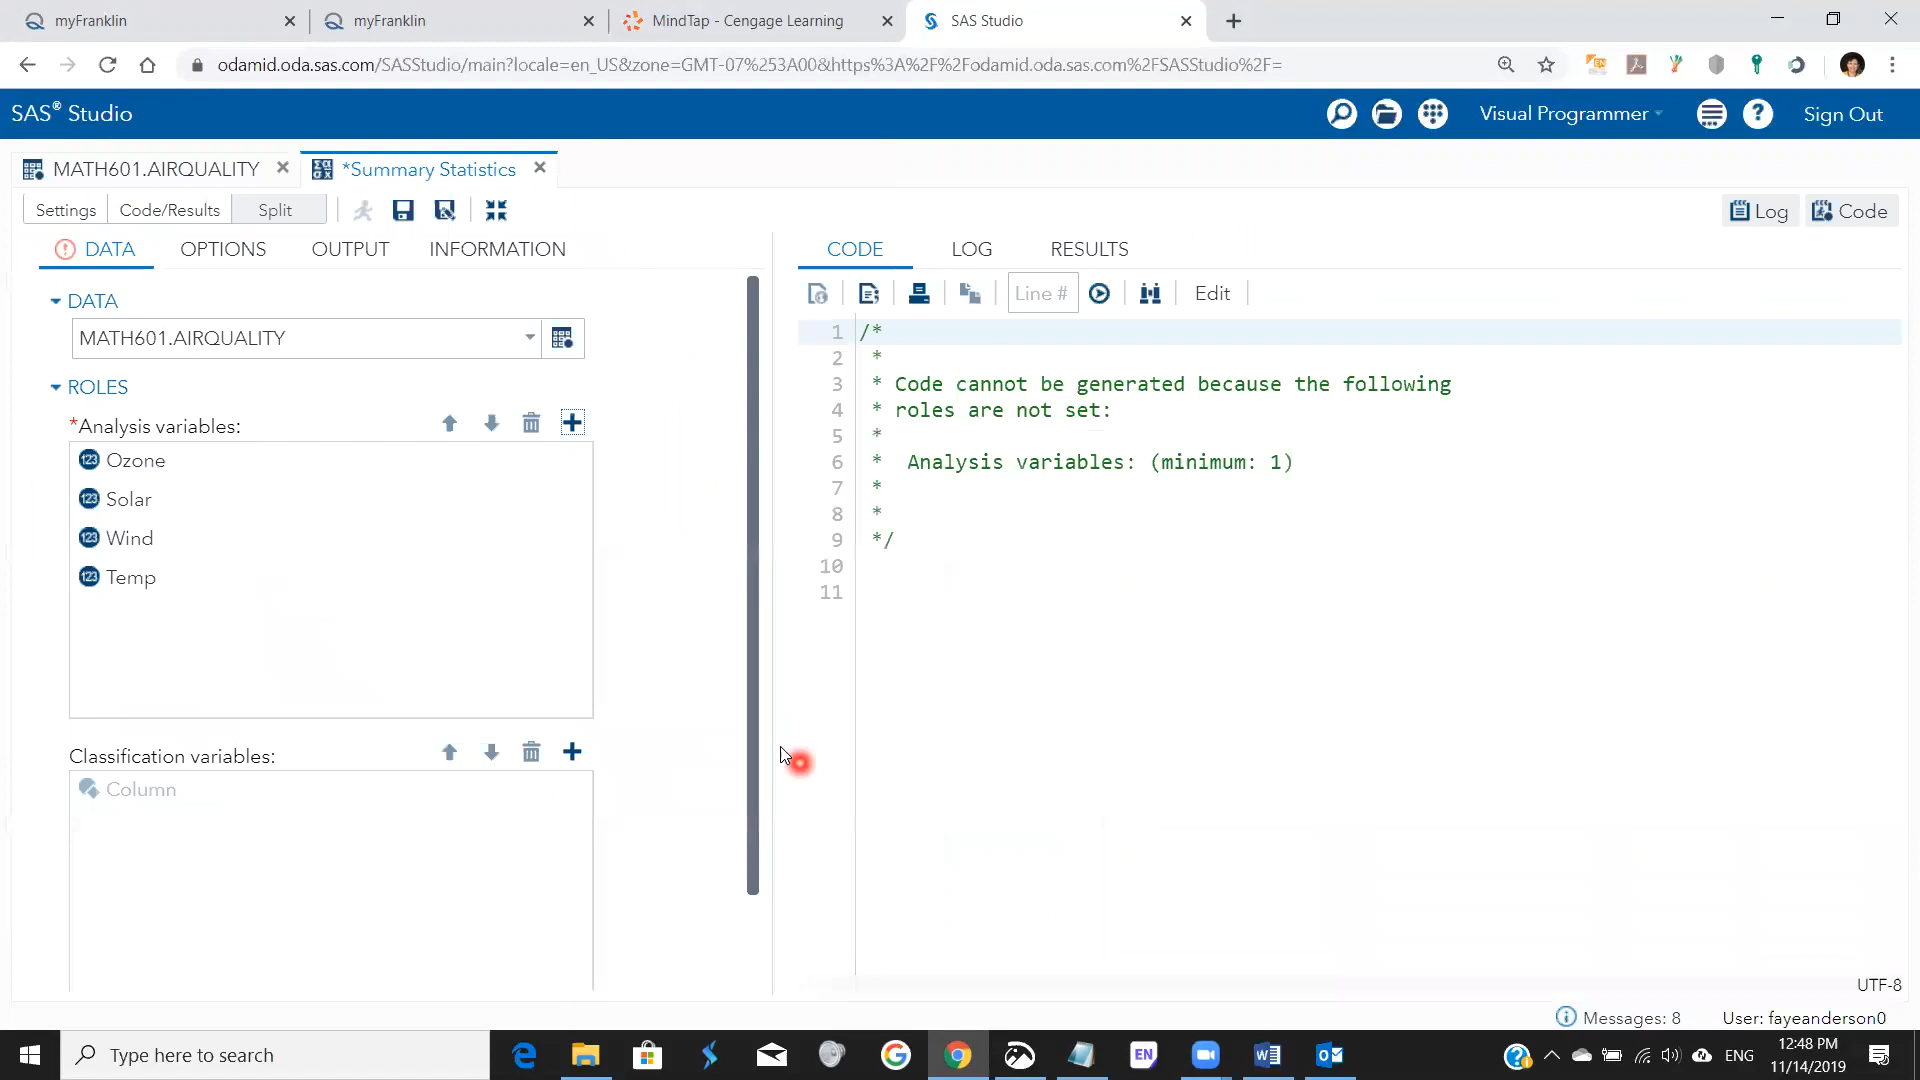 myFranklin
myFranklin
MindTap - Cengage Learning
SAS Studio
odamid.oda.sas.com/SASStudio/main?locale=en_US&zone=GMT-07%253A00&https%3A%2F%2Fodamid.oda.sas.com%2FSASStudio%2F=
SAS® Studio
Visual Programmer
Sign Out
MATH601.AIRQUALITY
*Summary Statistics
Settings
Code/Results
Split
Log
Code
DATA
OPTIONS
OUTPUT
INFORMATION
CODE
LOG
RESULTS
DATA
MATH601.AIRQUALITY
ROLES
*Analysis variables:
123 Ozone
123 Solar
123 Wind
123 Temp
Classification variables:
Column
Line #
Edit
1 /*
2 *
3 * Code cannot be generated because the following
4 * roles are not set:
5 *
6 * Analysis variables: (minimum: 1)
7 *
8 *
9 */
10
11
UTF-8
Messages: 8
User: fayeanderson0
Type here to search
EN
ENG
12:48 PM
11/14/2019